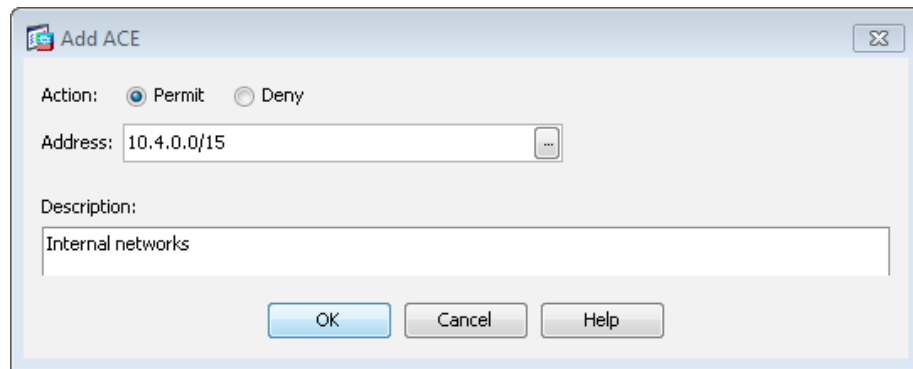 Add ACE
Action: Permit Deny
Address: 10.4.0.0/15 ...
Description:
Internal networks
OK Cancel Help